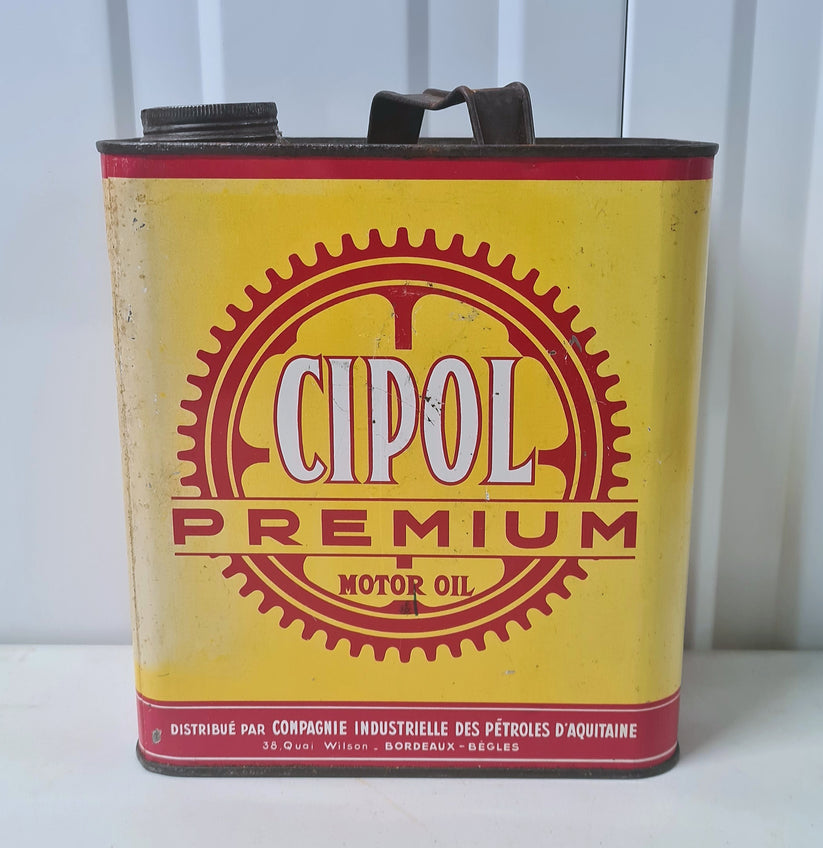 CIPOL
PREMIUM
MOTOR OIL
DISTRIBUÉ PAR COMPAGNIE INDUSTRIELLE DES PÉTROLES D'AQUITAINE
38, Quai Wilson - BORDEAUX - BÈGLES